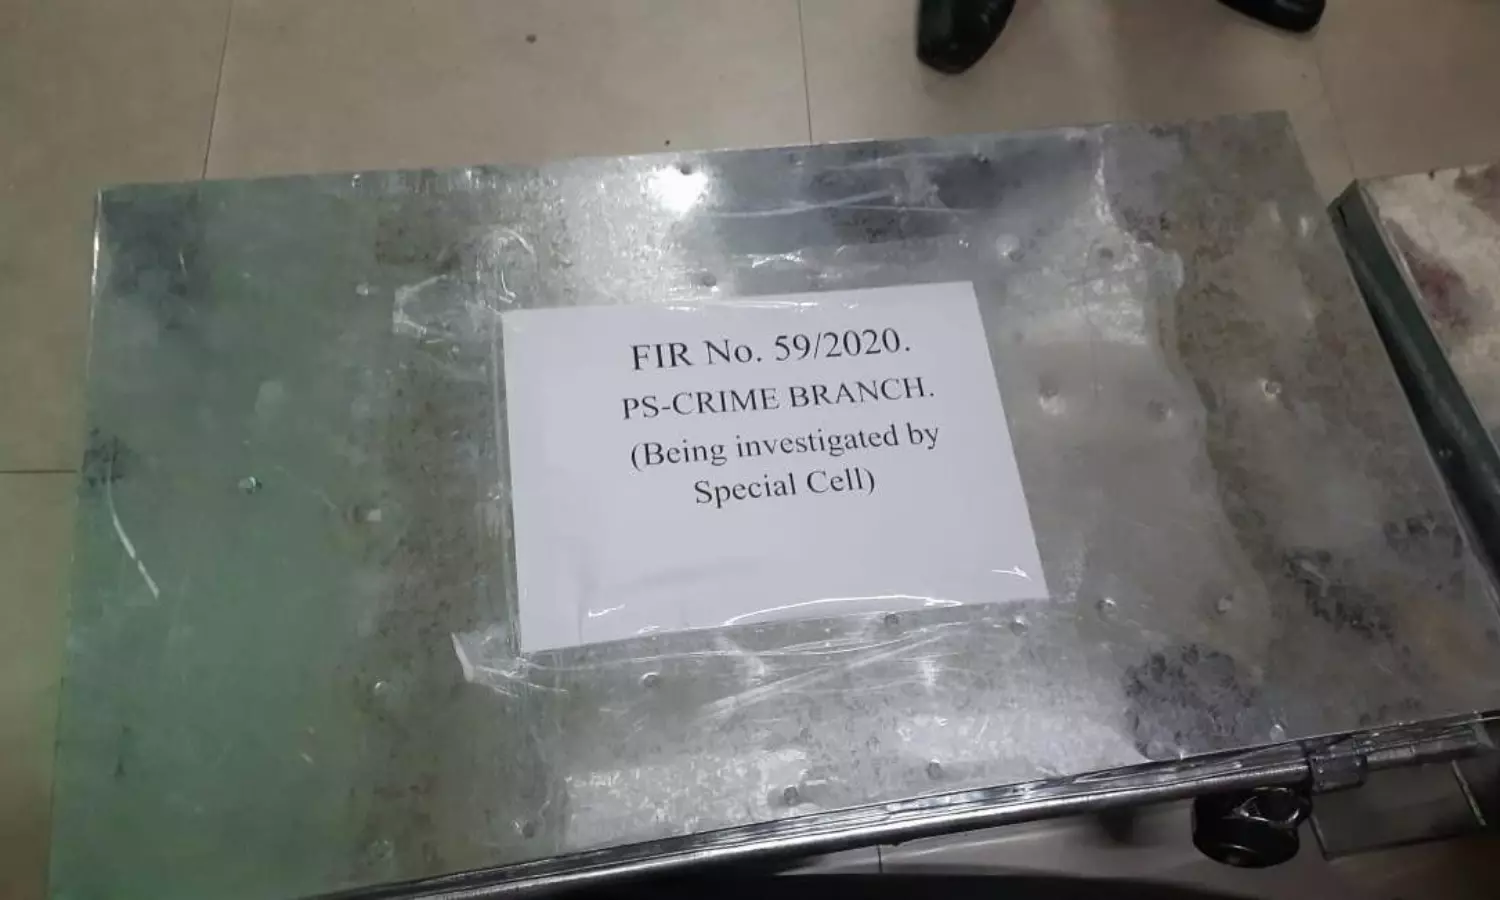 FIR No. 59/2020.
PS-CRIME BRANCH.
(Being investigated by
Special Cell)